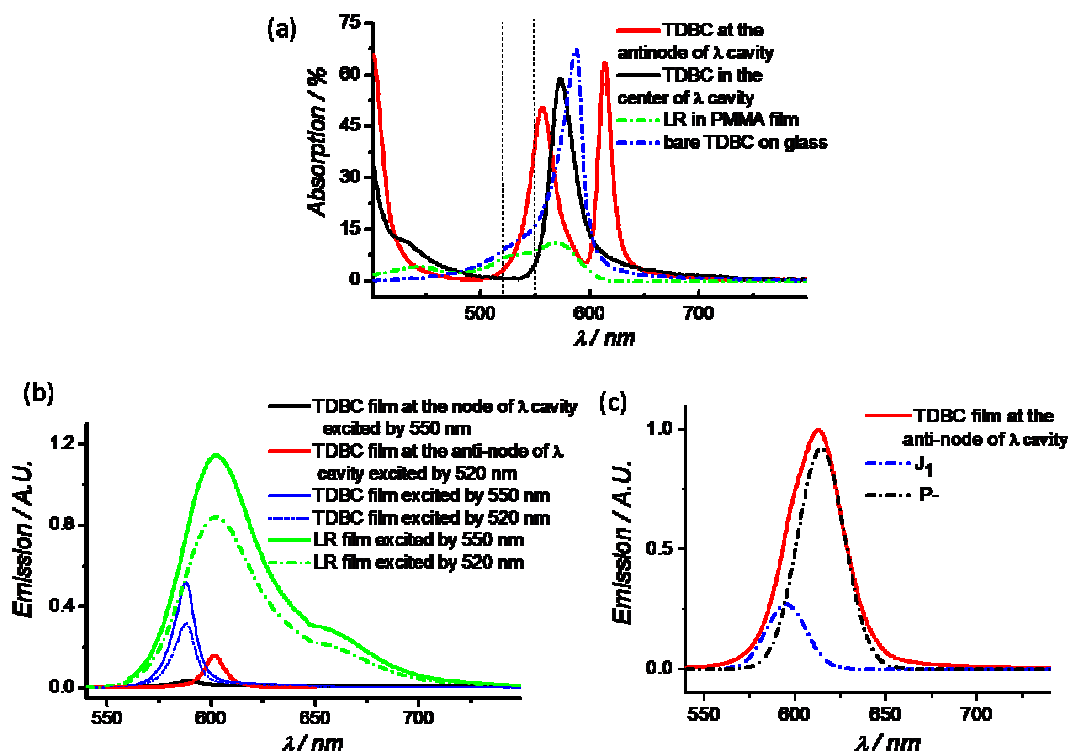 (a)
75
60
45
30
15
0
Absorption / %
TDBC at the
antinode of λ cavity
TDBC in the
center of λ cavity
LR in PMMA film
bare TDBC on glass
500
600
700
λ / nm
(b)
1.2
0.8
0.4
0.0
Emission / A.U.
TDBC film at the node of λ cavity
excited by 550 nm
TDBC film at the anti-node of λ
cavity excited by 520 nm
TDBC film excited by 550 nm
TDBC film excited by 520 nm
LR film excited by 550 nm
LR film excited by 520 nm
550
600
650
700
λ / nm
(c)
1.0
0.5
0.0
Emission / A.U.
TDBC film at the
anti-node of λ cavity
J1
P-
550
600
650
700
λ / nm